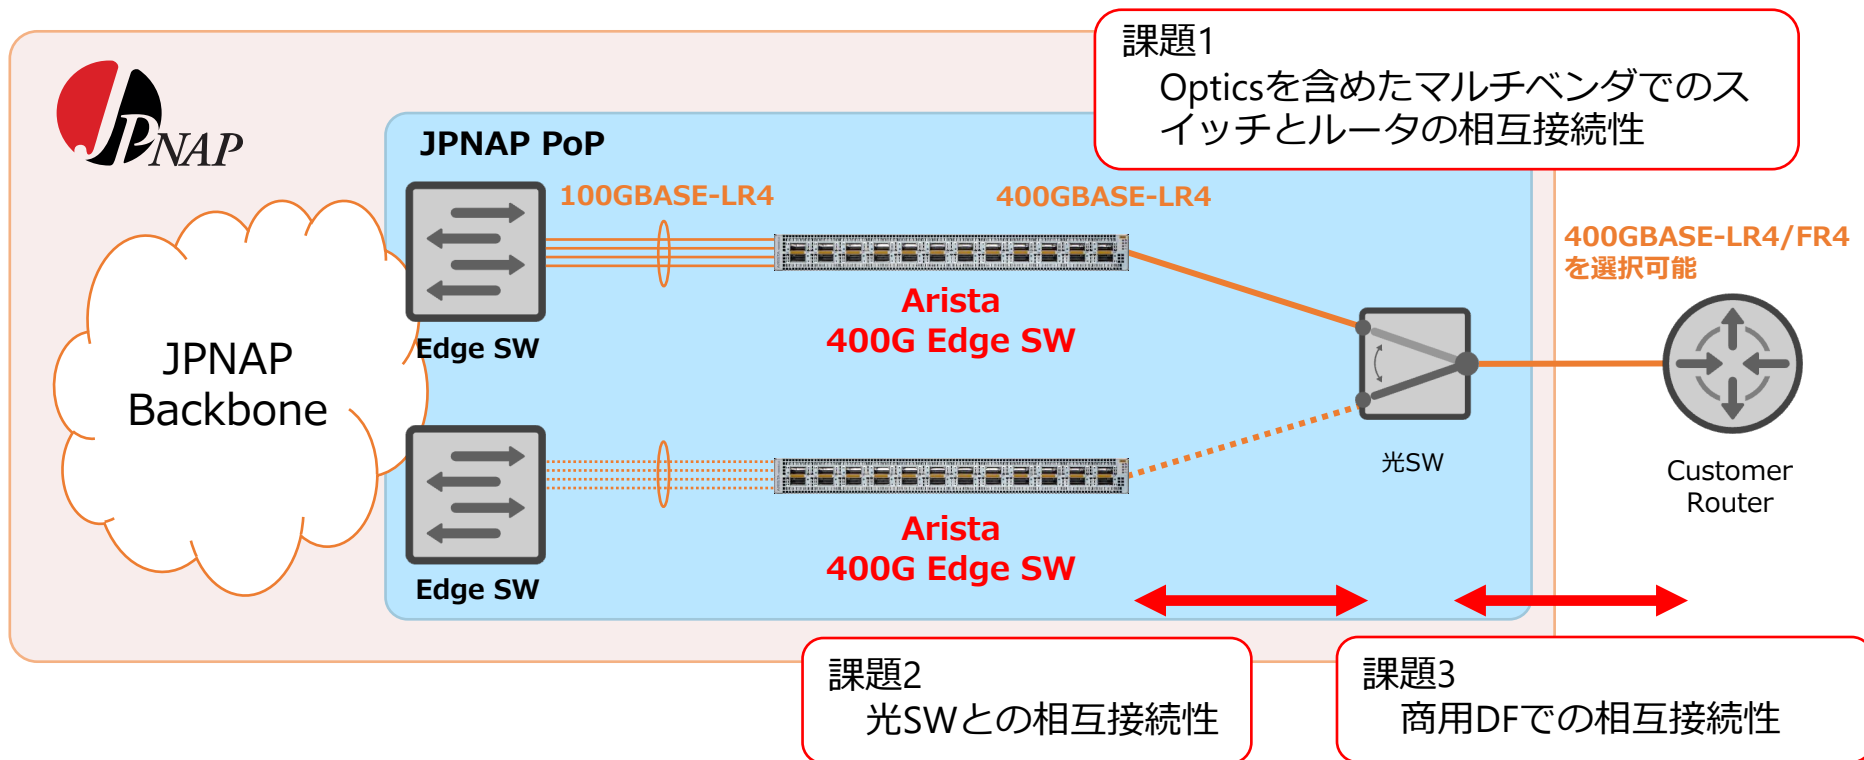 課題1
Opticsを含めたマルチベンダでのス
イッチとルータの相互接続性
JPNAP
JPNAP PoP
100GBASE-LR4
400GBASE-LR4
400GBASE-LR4/FR4
を選択可能
Arista
400G Edge SW
Edge SW
JPNAP
Backbone
光SW
Customer
Router
Arista
400G Edge SW
Edge SW
課題2
光SWとの相互接続性
課題3
商用DFでの相互接続性